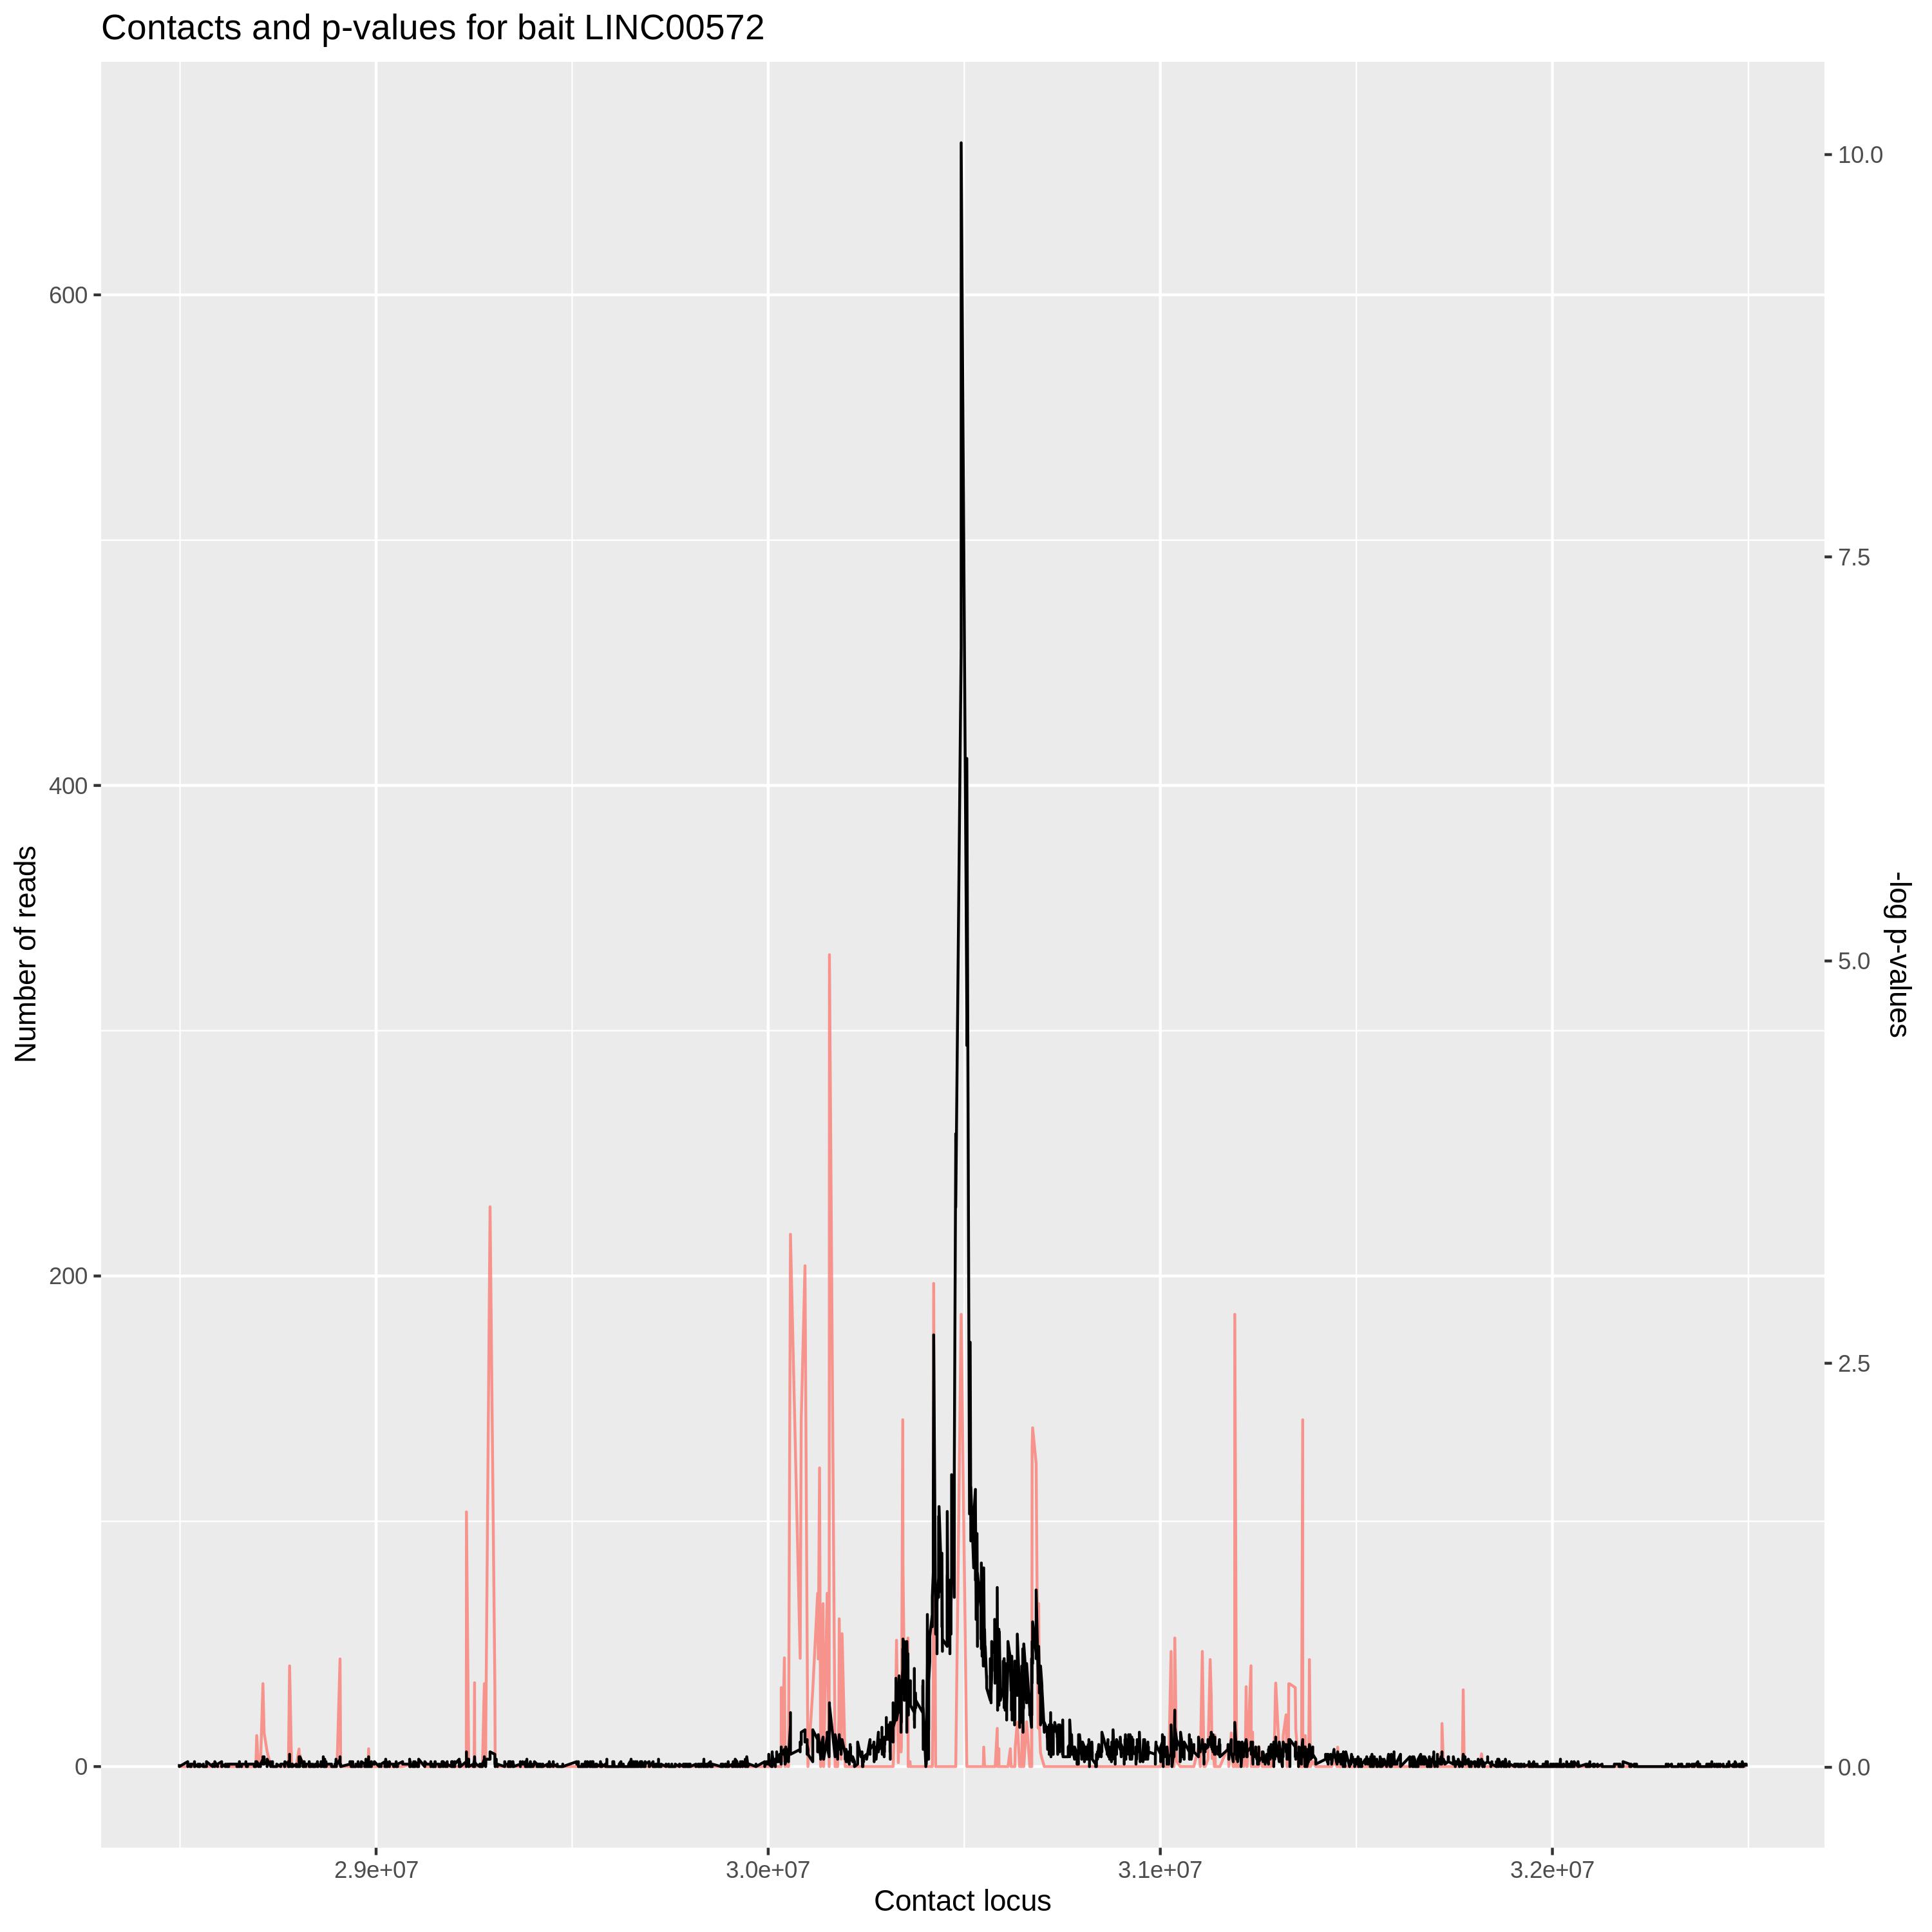 Contacts and p-values for bait LINC00572
Number of reads
600
400
200
0
10.0
7.5
5.0
2.5
0.0
-log p-values
2.9e+07
3.0e+07
3.1e+07
3.2e+07
Contact locus